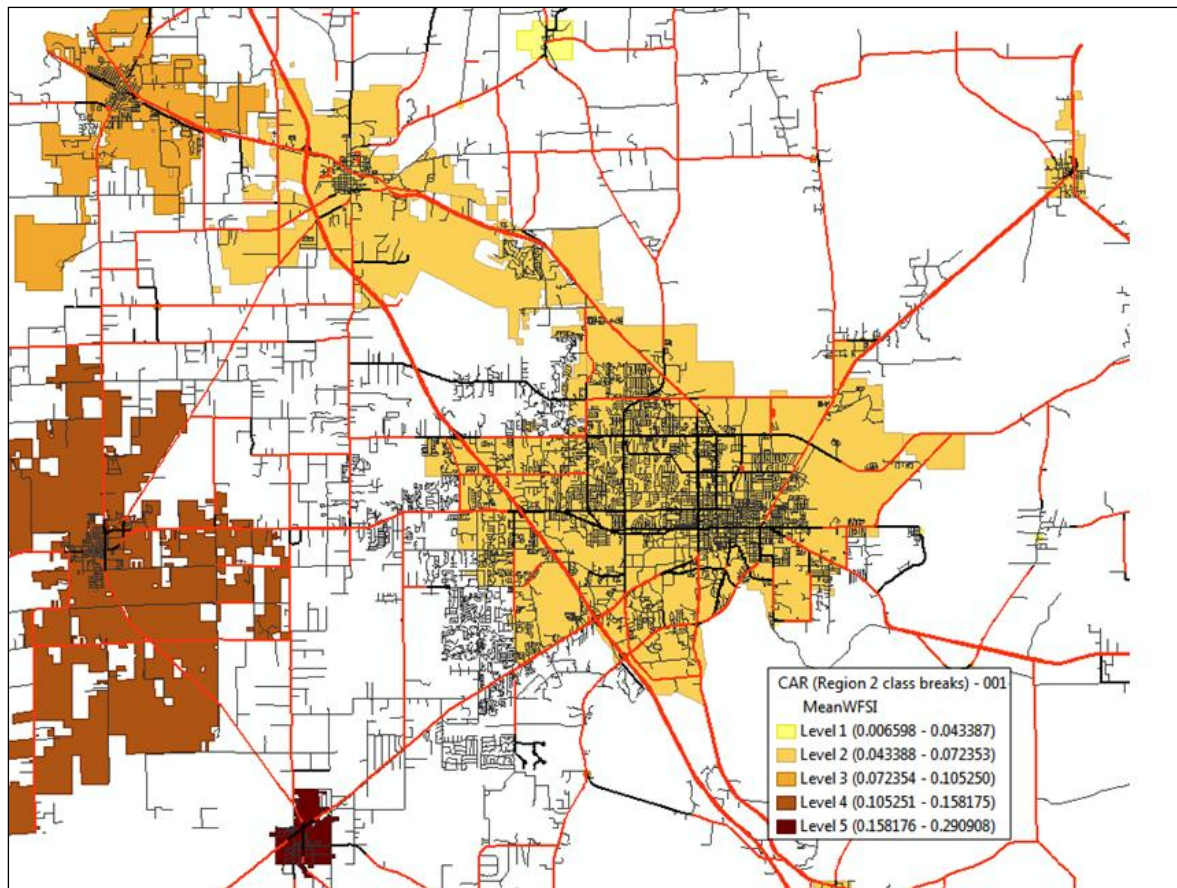 CAR (Region 2 class breaks) - 001
MeanWFSI
Level 1 (0.006598 - 0.043387)
Level 2 (0.043388 - 0.072353)
Level 3 (0.072354 - 0.105250)
Level 4 (0.105251 - 0.158175)
Level 5 (0.158176 - 0.290908)